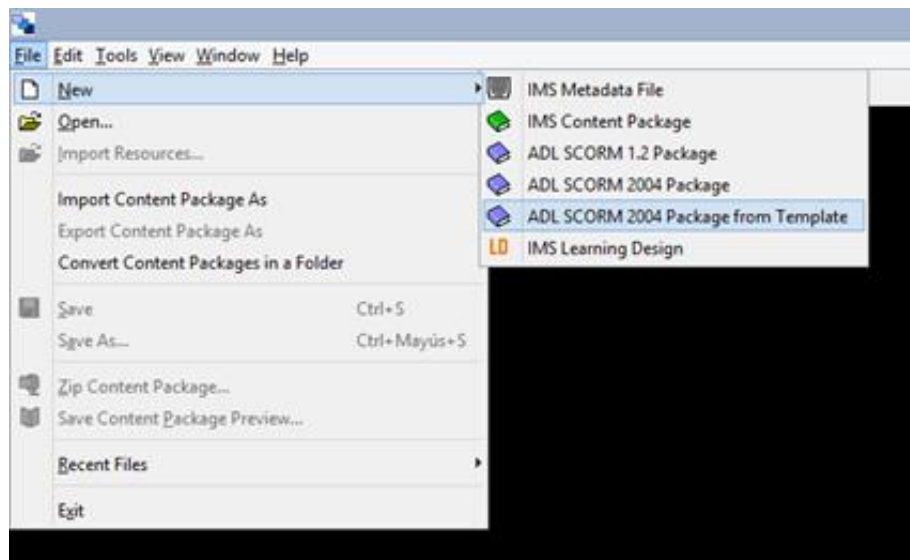 File Edit Tools View Window Help
New
Open...
Import Resources...
Import Content Package As
Export Content Package As
Convert Content Packages in a Folder
Save Ctrl+S
Save As... Ctrl+Mayús+S
Zip Content Package...
Save Content Package Preview...
Recent Files
Exit
IMS Metadata File
IMS Content Package
ADL SCORM 1.2 Package
ADL SCORM 2004 Package
ADL SCORM 2004 Package from Template
LD IMS Learning Design